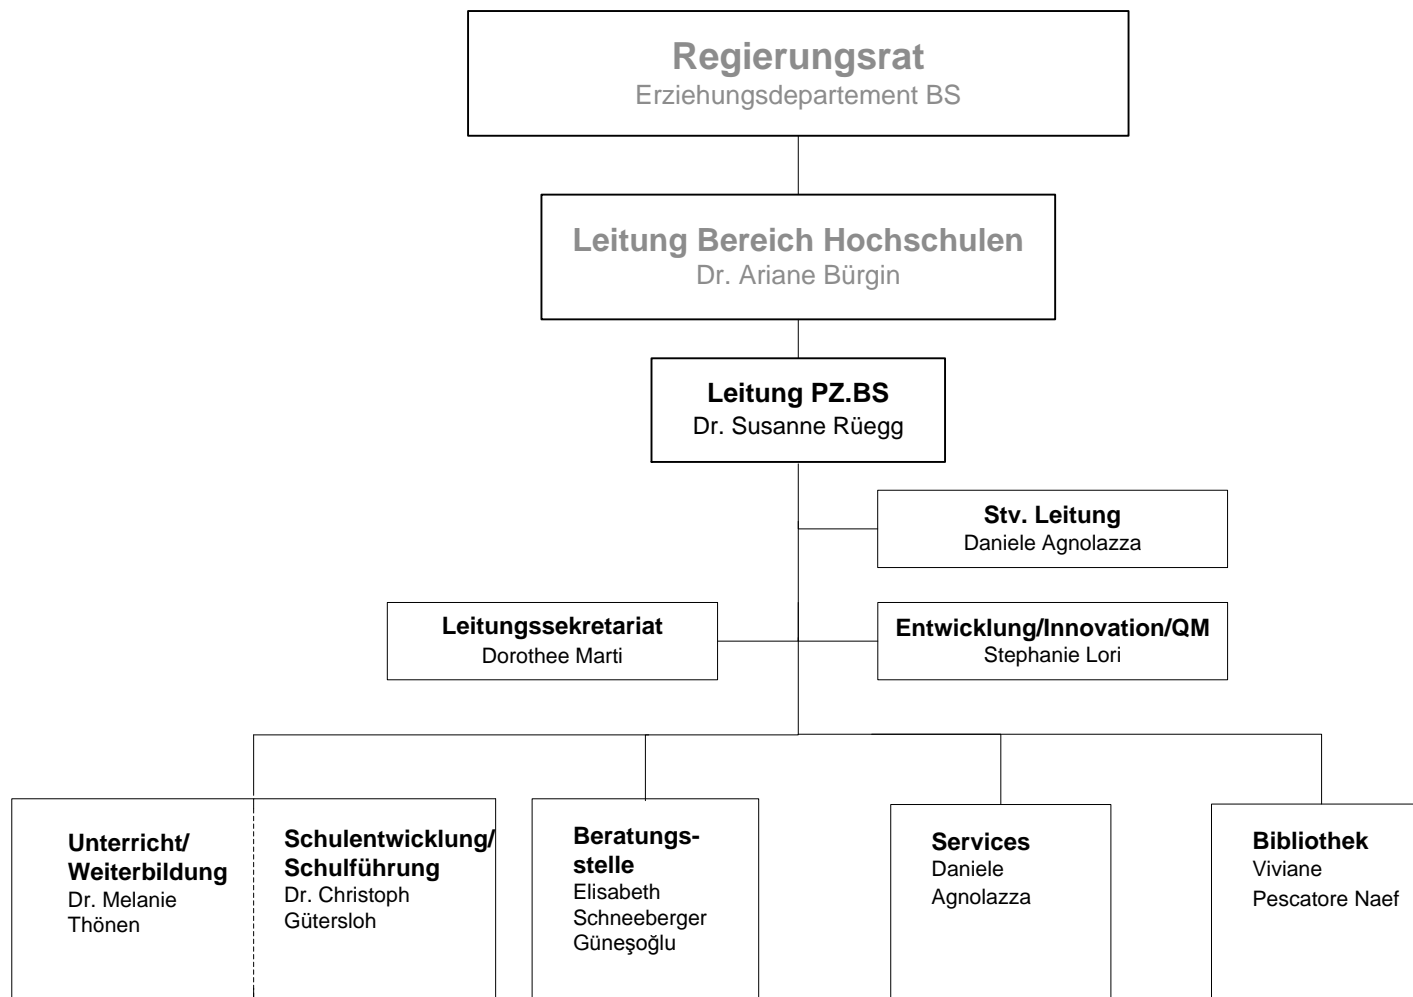 Regierungsrat
Erziehungsdepartement BS
Leitung Bereich Hochschulen
Dr. Ariane Bürgin
Leitung PZ.BS
Dr. Susanne Rüegg
Stv. Leitung
Daniele Agnolazza
Leitungssekretariat
Dorothee Marti
Entwicklung/Innovation/QM
Stephanie Lori
Unterricht/
Weiterbildung
Dr. Melanie
Thönen
Schulentwicklung/
Schulführung
Dr. Christoph
Gütersloh
Beratungs-
stelle
Elisabeth
Schneeberger
Güneşoğlu
Services
Daniele
Agnolazza
Bibliothek
Viviane
Pescatore Naef